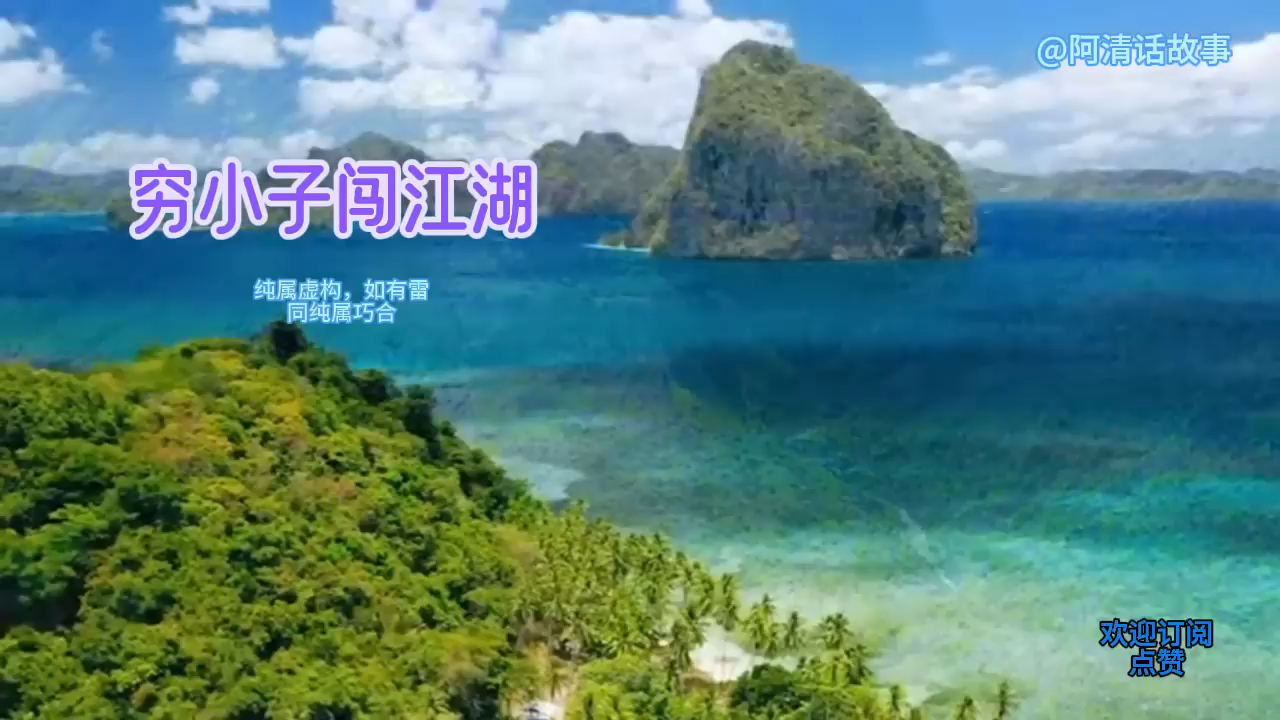 @阿清话故事
穷小子闯江湖
纯属虚构，如有雷
同纯属巧合
欢迎订阅
点赞